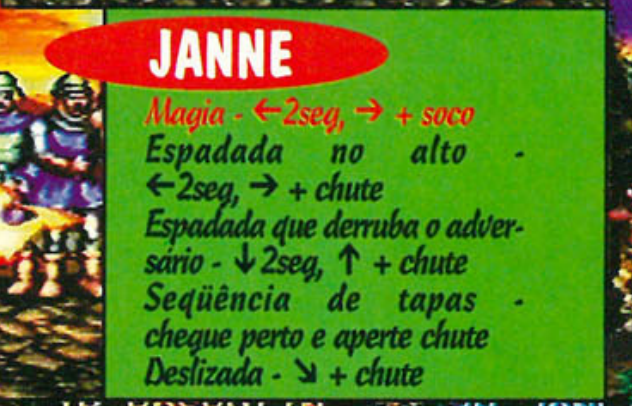 JANNE
Magia - ←2seg, → + soco
Espadada no alto -
←2seg, → + chute
Espadada que derruba o adver-
sário - ↓2seg, ↑ + chute
Seqüência de tapas -
chegue perto e aperte chute
Deslizada - ↘ + chute